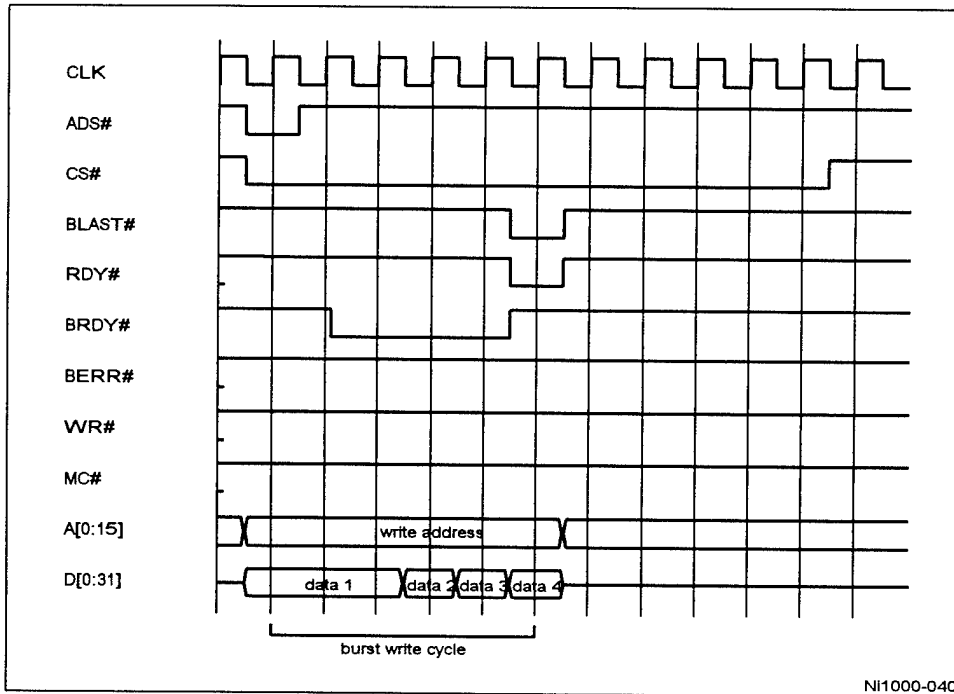 CLK
ADS#
CS#
BLAST#
RDY#
BRDY#
BERR#
W/R#
MC#
A[0:15]
write address
D[0:31]
data 1 data 2 data 3 data 4
burst write cycle
Ni1000-040